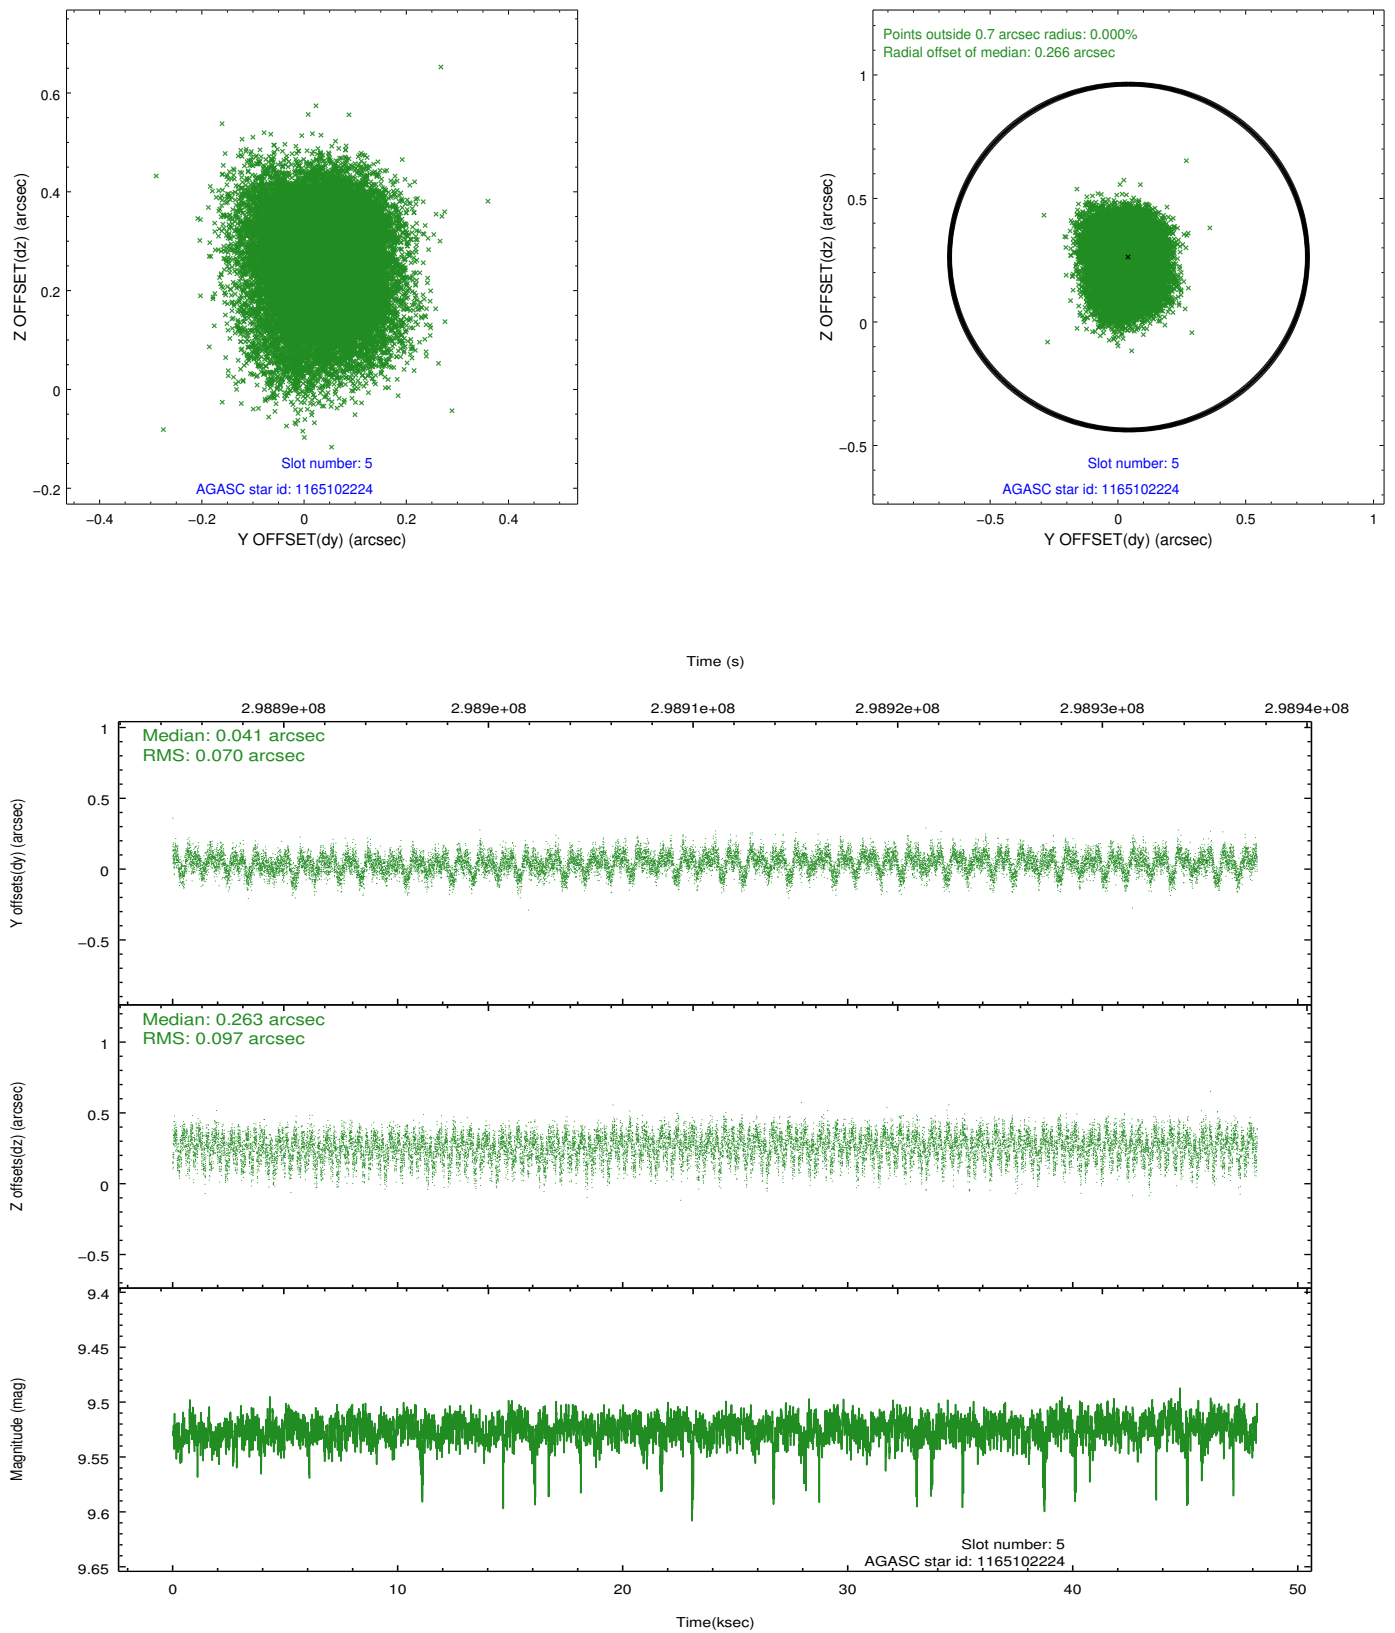 0.6
0.4
0.2
0
−0.2
Z OFFSET(dz) (arcsec)
Slot number: 5
AGASC star id: 1165102224
−0.4 −0.2 0 0.2 0.4
Y OFFSET(dy) (arcsec)
Points outside 0.7 arcsec radius: 0.000%
Radial offset of median: 0.266 arcsec
1
0.5
0
−0.5
Z OFFSET(dz) (arcsec)
Slot number: 5
AGASC star id: 1165102224
−0.5 0 0.5 1
Y OFFSET(dy) (arcsec)
Time (s)
2.9889e+08 2.989e+08 2.9891e+08 2.9892e+08 2.9893e+08 2.9894e+08
Median: 0.041 arcsec
RMS: 0.070 arcsec
1
0.5
0
−0.5
Y offsets(dy) (arcsec)
Median: 0.263 arcsec
RMS: 0.097 arcsec
1
0.5
0
−0.5
Z offsets(dz) (arcsec)
9.4
9.45
9.5
9.55
9.6
9.65
Magnitude (mag)
Slot number: 5
AGASC star id: 1165102224
0 10 20 30 40 50
Time(ksec)